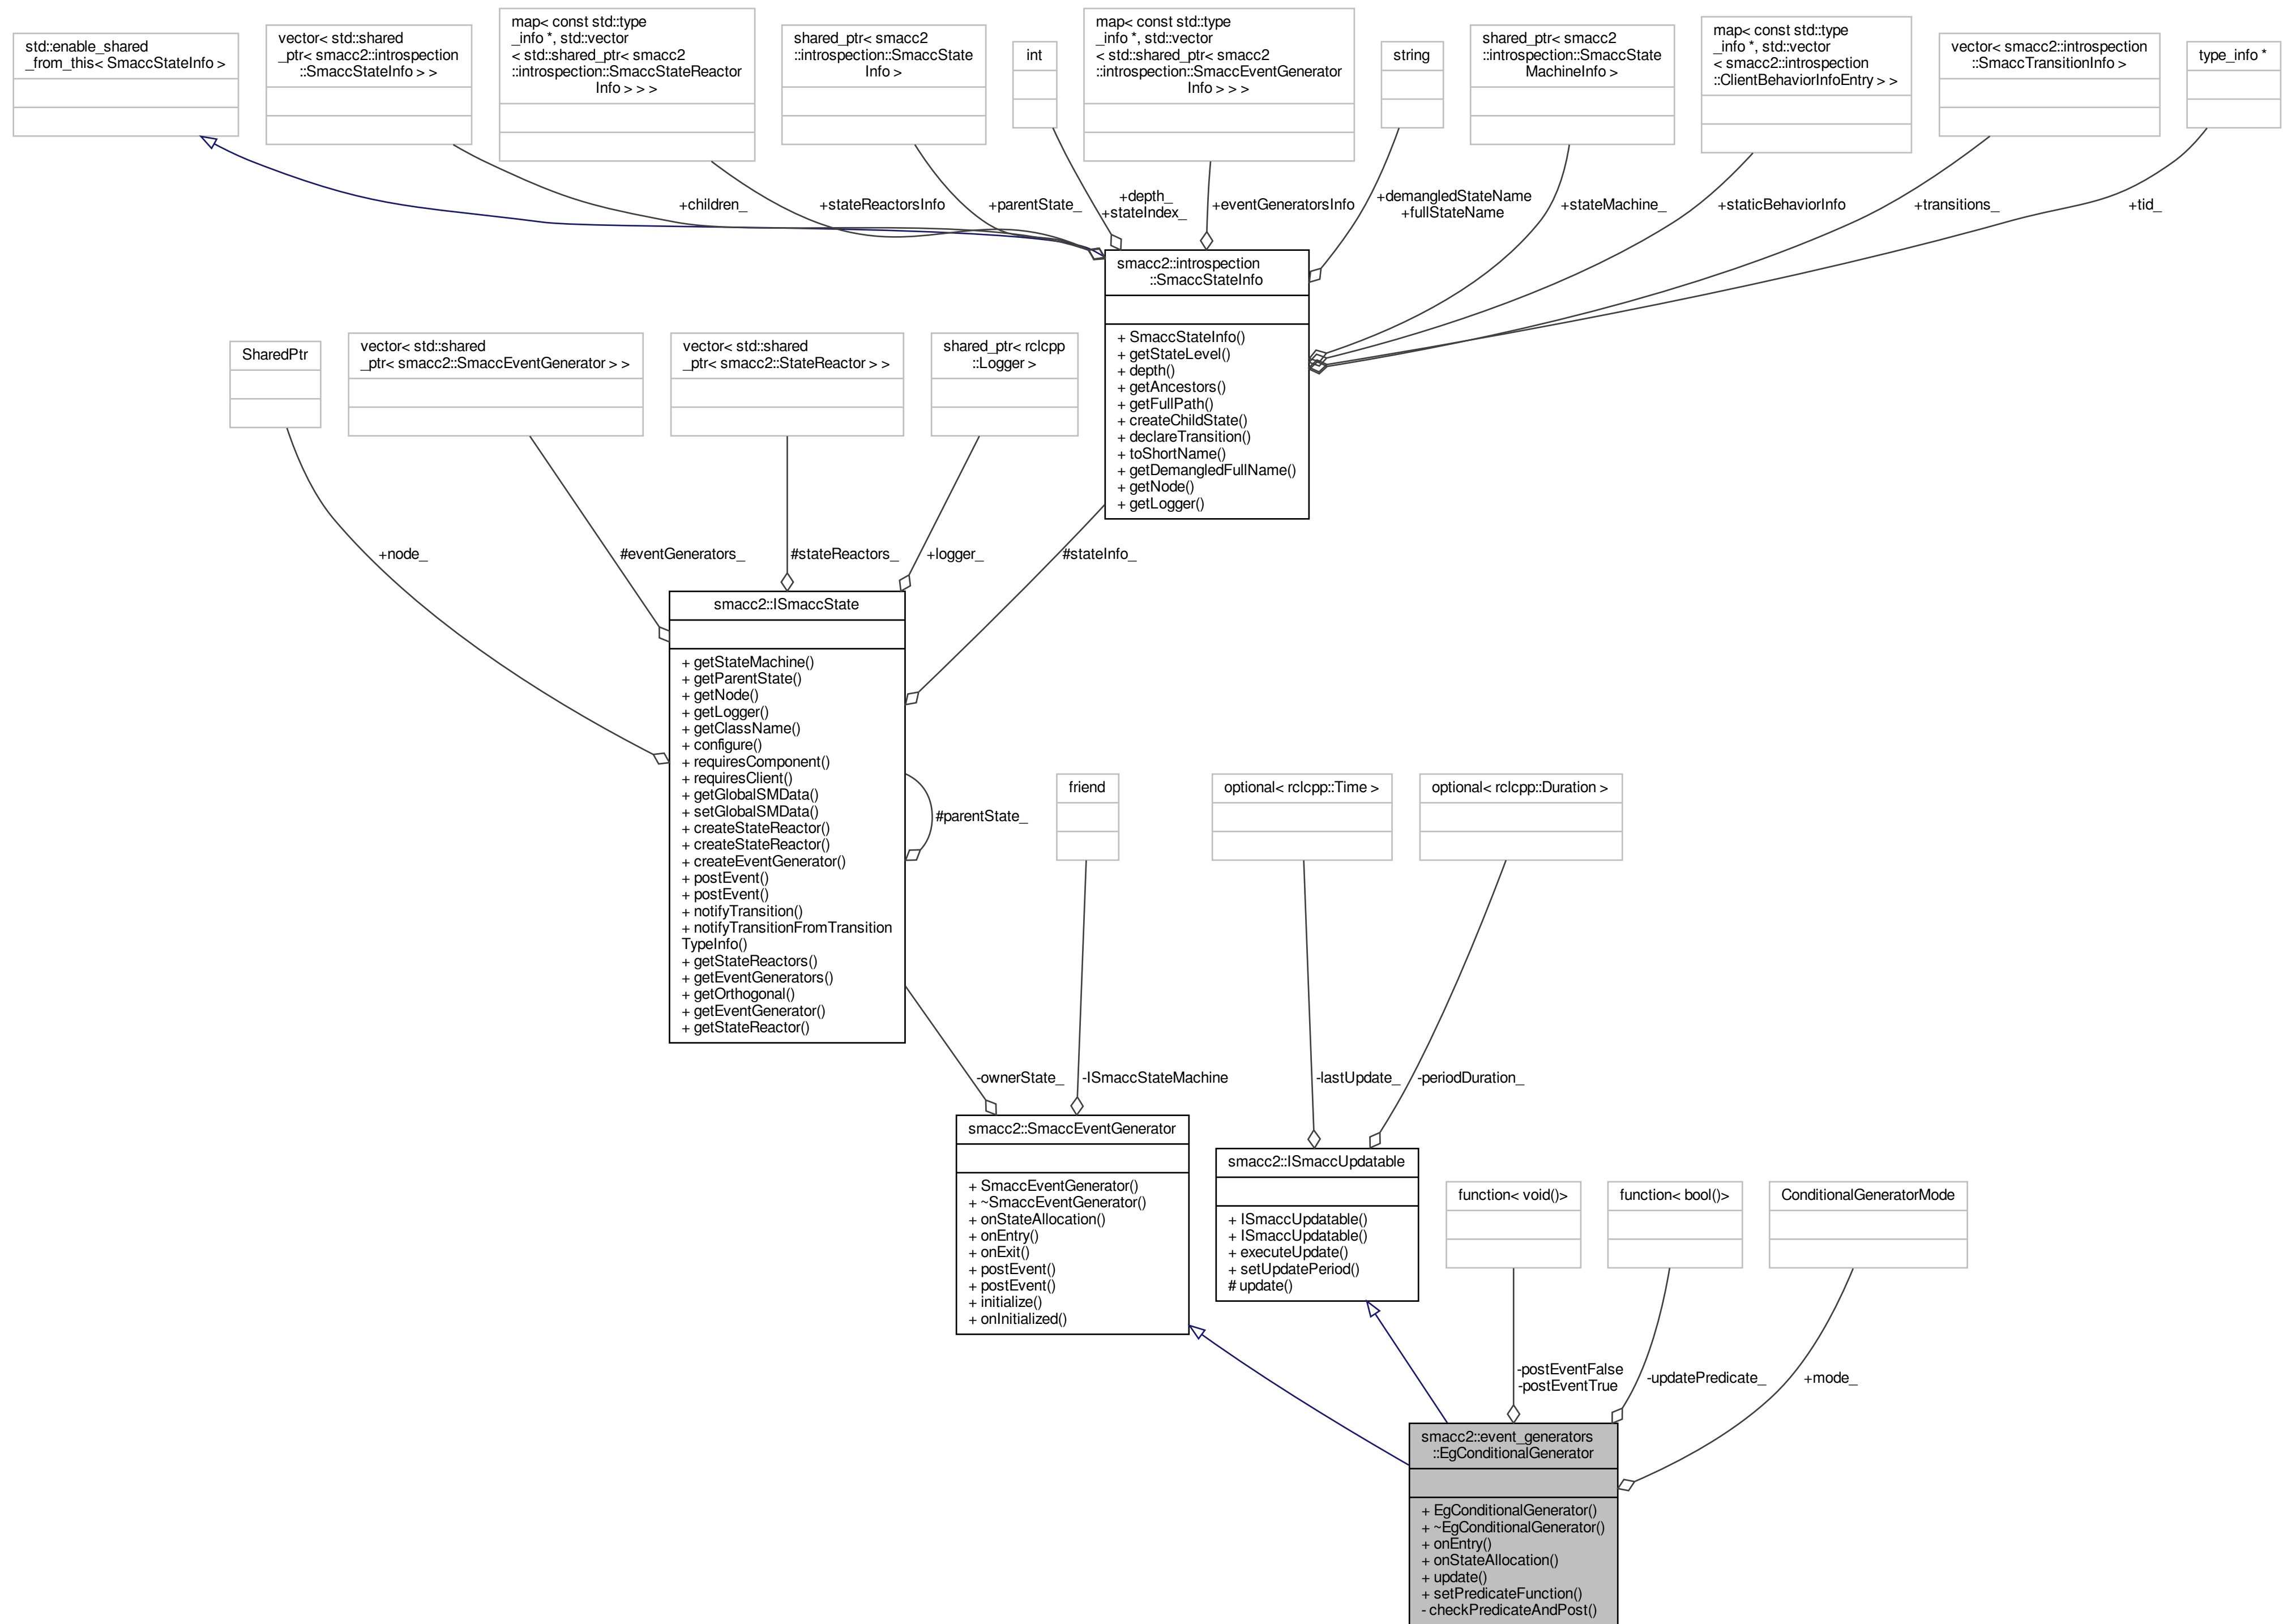 std::enable_shared
_from_this< SmaccStateInfo >
vector< std::shared
_ptr< smacc2::introspection
::SmaccStateInfo > >
map< const std::type
_info *, std::vector
< std::shared_ptr< smacc2
::introspection::SmaccStateReactor
Info > > >
shared_ptr< smacc2
::introspection::SmaccState
Info >
int
map< const std::type
_info *, std::vector
< std::shared_ptr< smacc2
::introspection::SmaccEventGenerator
Info > > >
string
shared_ptr< smacc2
::introspection::SmaccState
MachineInfo >
map< const std::type
_info *, std::vector
< smacc2::introspection
::ClientBehaviorInfoEntry > >
vector< smacc2::introspection
::SmaccTransitionInfo >
type_info *
+children_
+stateReactorsInfo
+parentState_
+depth_
+stateIndex_
+eventGeneratorsInfo
+demangledStateName
+fullStateName
+stateMachine_
+staticBehaviorInfo
+transitions_
+tid_
smacc2::introspection
::SmaccStateInfo
+ SmaccStateInfo()
+ getStateLevel()
+ depth()
+ getAncestors()
+ getFullPath()
+ createChildState()
+ declareTransition()
+ toShortName()
+ getDemangledFullName()
+ getNode()
+ getLogger()
SharedPtr
vector< std::shared
_ptr< smacc2::SmaccEventGenerator > >
vector< std::shared
_ptr< smacc2::StateReactor > >
shared_ptr< rclcpp
::Logger >
+node_
#eventGenerators_
#stateReactors_
+logger_
#stateInfo_
smacc2::ISmaccState
+ getStateMachine()
+ getParentState()
+ getNode()
+ getLogger()
+ getClassName()
+ configure()
+ requiresComponent()
+ requiresClient()
+ getGlobalSMData()
+ setGlobalSMData()
+ createStateReactor()
+ createStateReactor()
+ createEventGenerator()
+ postEvent()
+ postEvent()
+ notifyTransition()
+ notifyTransitionFromTransition
TypeInfo()
+ getStateReactors()
+ getEventGenerators()
+ getOrthogonal()
+ getEventGenerator()
+ getStateReactor()
#parentState_
friend
optional< rclcpp::Time >
optional< rclcpp::Duration >
-ownerState_
-ISmaccStateMachine
-lastUpdate_
-periodDuration_
smacc2::SmaccEventGenerator
+ SmaccEventGenerator()
+ ~SmaccEventGenerator()
+ onStateAllocation()
+ onEntry()
+ onExit()
+ postEvent()
+ postEvent()
+ initialize()
+ onInitialized()
smacc2::ISmaccUpdatable
+ ISmaccUpdatable()
+ ISmaccUpdatable()
+ executeUpdate()
+ setUpdatePeriod()
# update()
function< void()>
function< bool()>
ConditionalGeneratorMode
-postEventFalse
-postEventTrue
-updatePredicate_
+mode_
smacc2::event_generators
::EgConditionalGenerator
+ EgConditionalGenerator()
+ ~EgConditionalGenerator()
+ onEntry()
+ onStateAllocation()
+ update()
+ setPredicateFunction()
- checkPredicateAndPost()